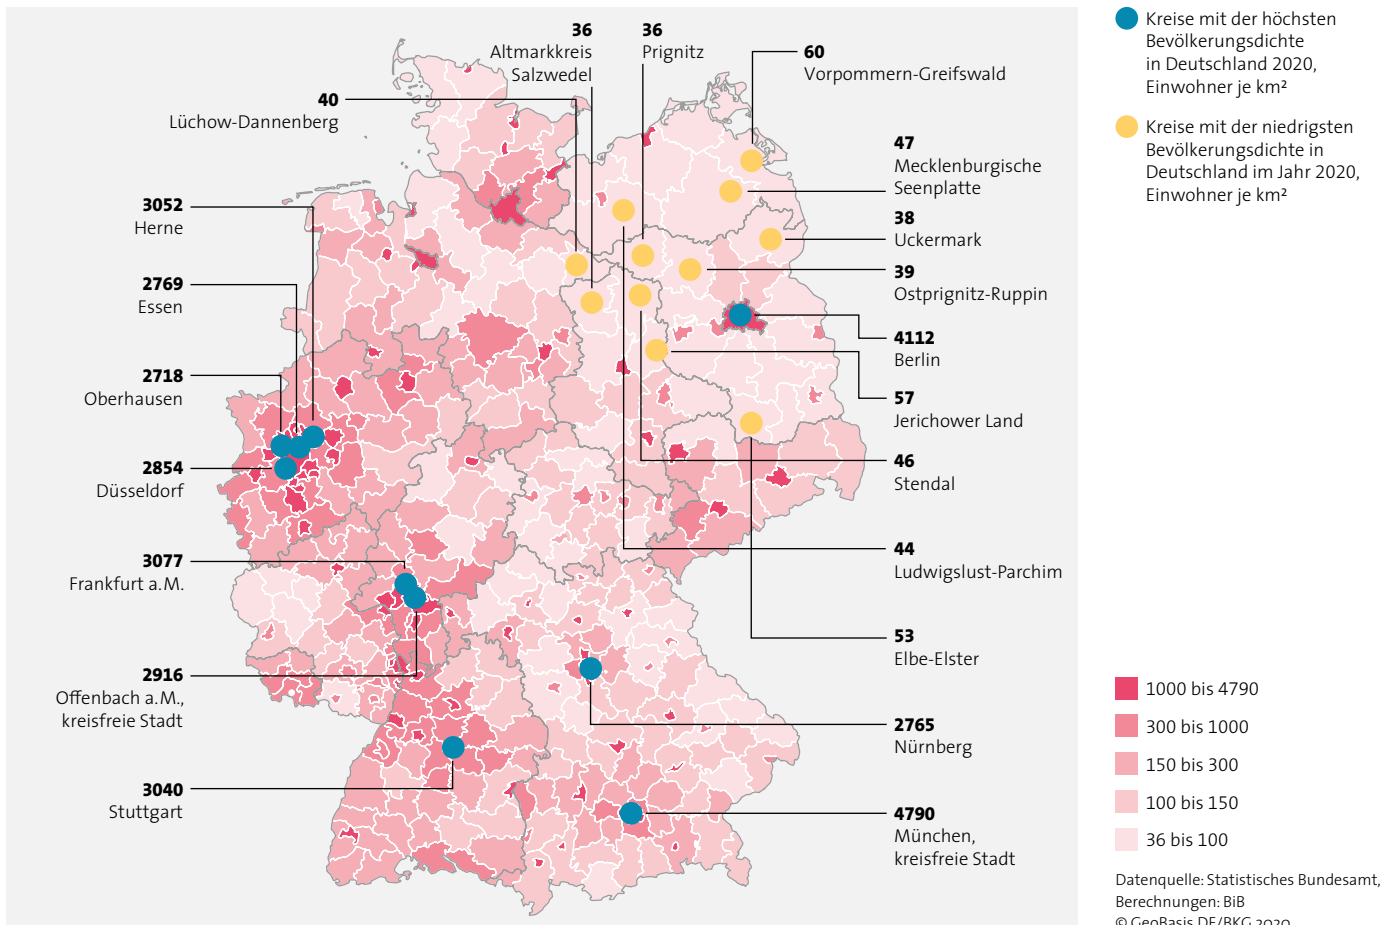 36
Altmarkkreis
Salzwedel
36
Prignitz
60
Vorpommern-Greifswald
40
Lüchow-Dannenberg
47
Mecklenburgische
Seenplatte
3052
Herne
38
Uckermark
2769
Essen
39
Ostprignitz-Ruppin
4112
Berlin
2718
Oberhausen
57
Jerichower Land
2854
Düsseldorf
46
Stendal
3077
Frankfurt a.M.
44
Ludwigslust-Parchim
53
Elbe-Elster
2916
Offenbach a.M.,
kreisfreie Stadt
2765
Nürnberg
3040
Stuttgart
4790
München,
kreisfreie Stadt
Kreise mit der höchsten
Bevölkerungsdichte
in Deutschland 2020,
Einwohner je km²
Kreise mit der niedrigsten
Bevölkerungsdichte in
Deutschland im Jahr 2020,
Einwohner je km²
1000 bis 4790
300 bis 1000
150 bis 300
100 bis 150
36 bis 100
Datenquelle: Statistisches Bundesamt,
Berechnungen: BiB
© GeoBasis DE/BKG 2020